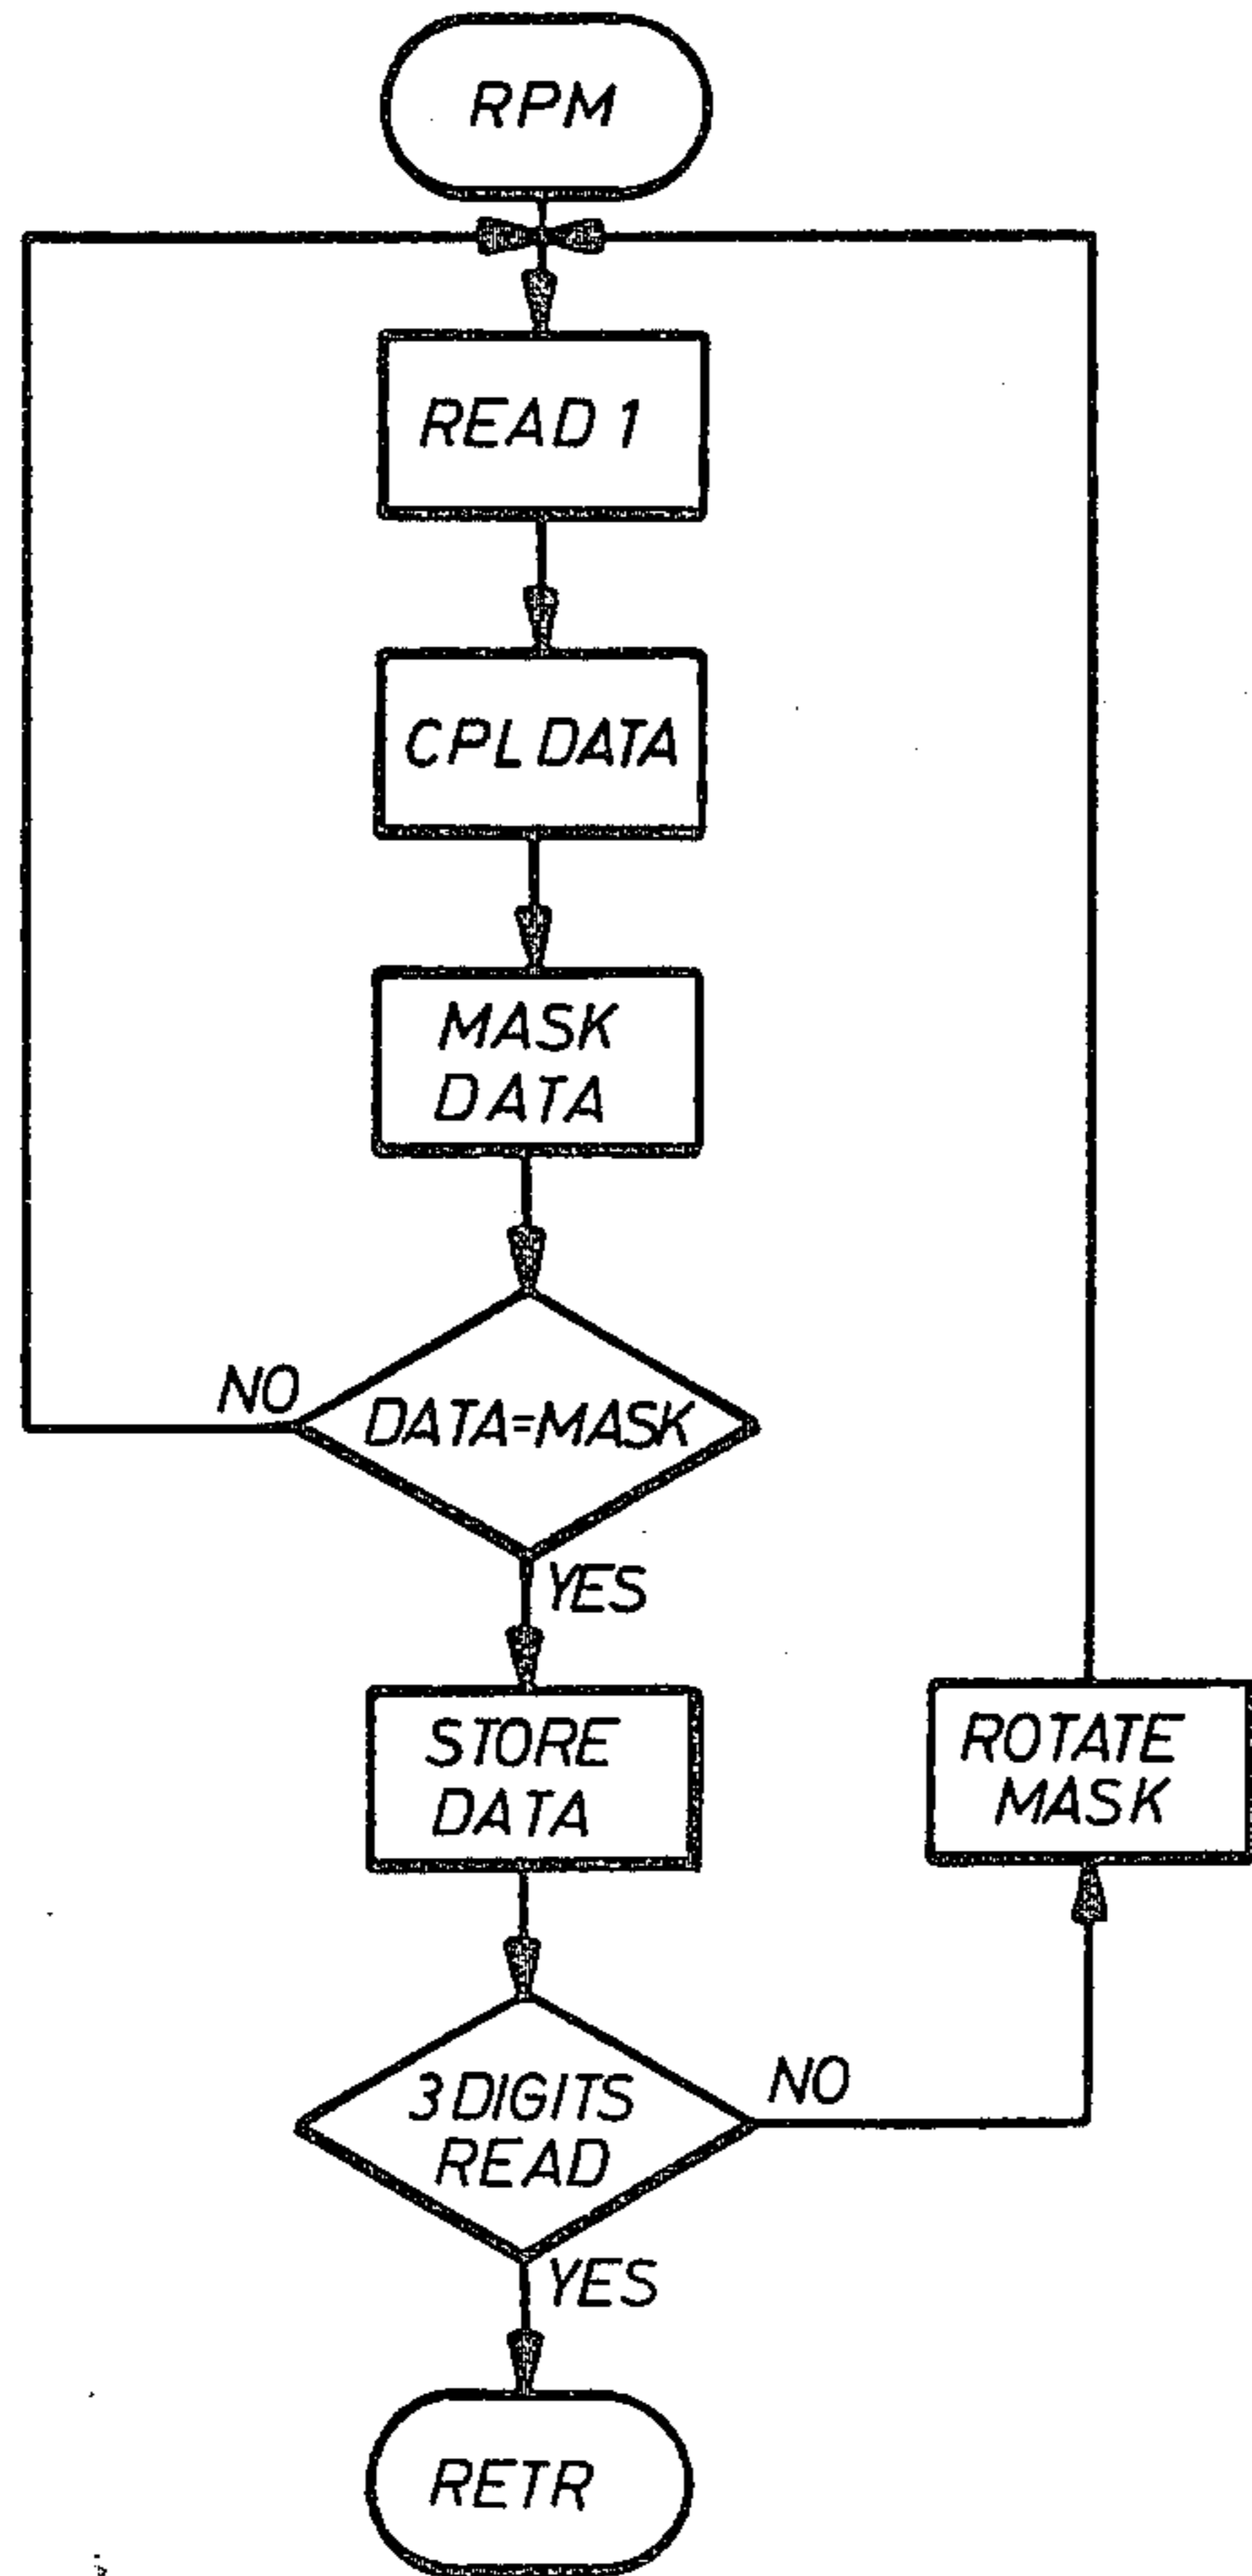 RPM
READ 1
CPL DATA
MASK
DATA
NO
DATA=MASK
YES
STORE
DATA
ROTATE
MASK
3 DIGITS
READ
NO
YES
RETR